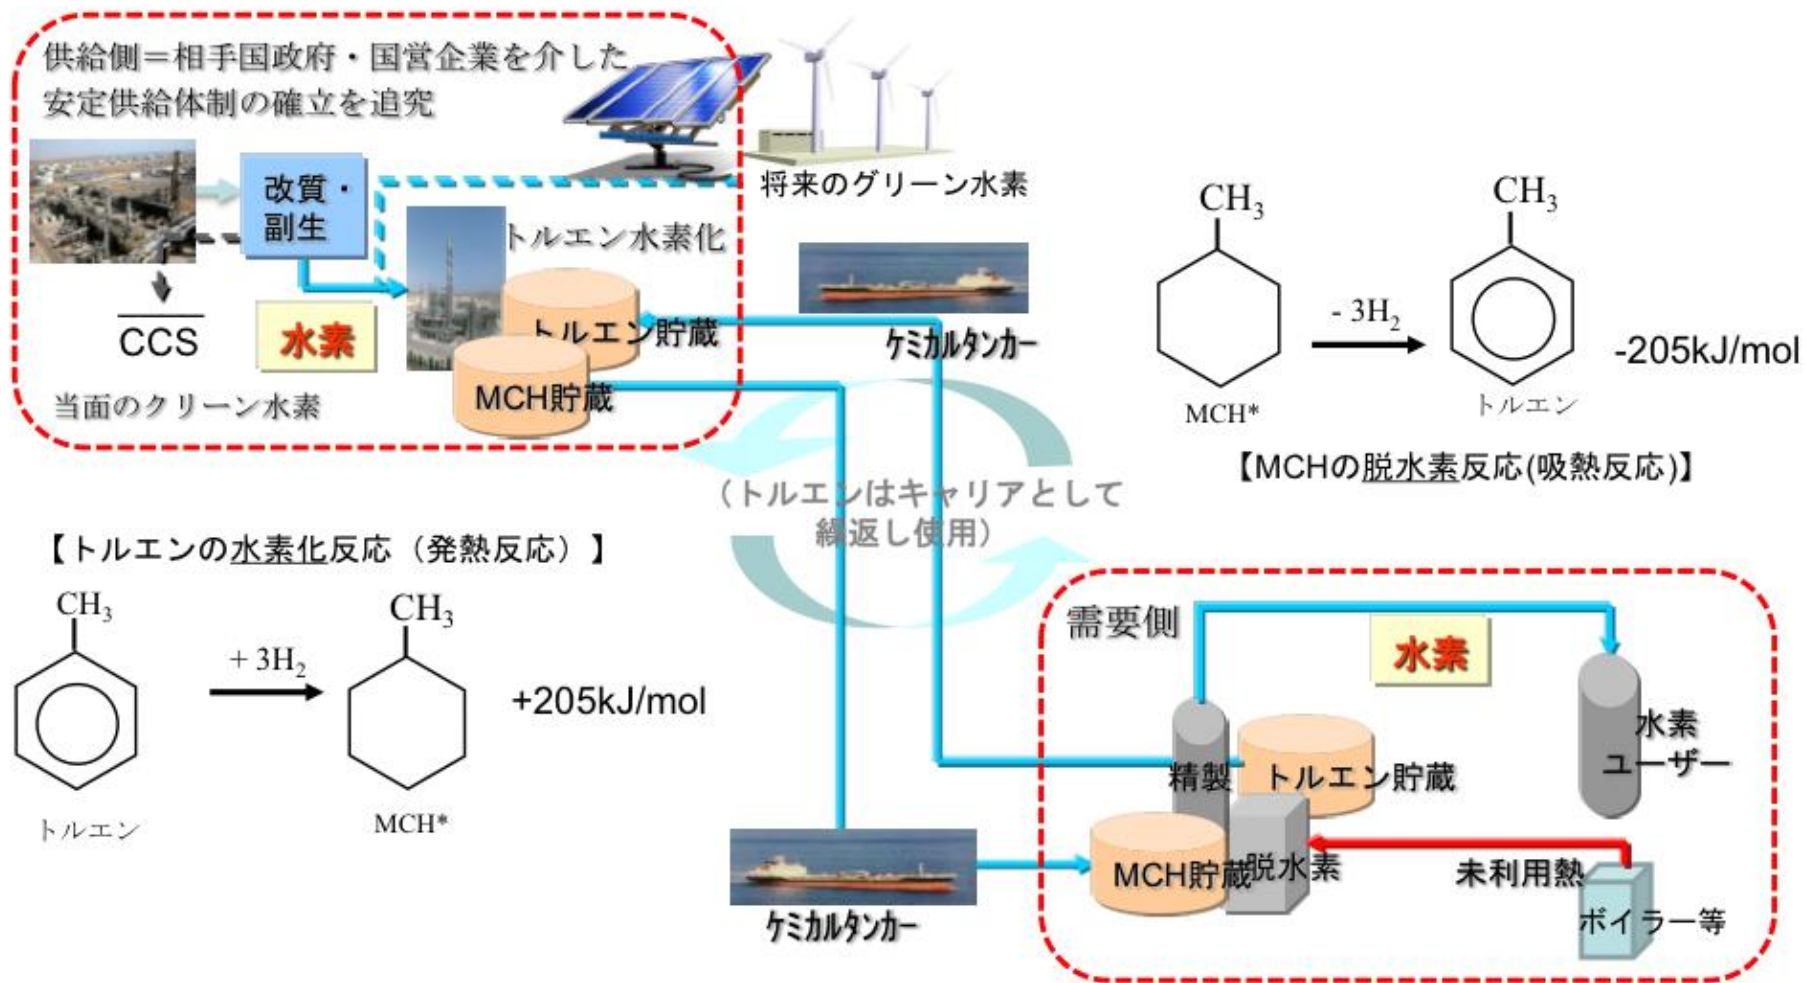 供給側＝相手国政府・国営企業を介した
安定供給体制の確立を追究
改質・
副生
将来のグリーン水素
トルエン水素化
CCS
水素
トルエン貯蔵
MCH貯蔵
当面のクリーン水素
ケミカルタンカー
CH3
CH3
- 3H2
-205kJ/mol
MCH*
トルエン
【MCHの脱水素反応(吸熱反応)】
（トルエンはキャリアとして
繰返し使用）
【トルエンの水素化反応（発熱反応）】
CH3
CH3
+ 3H2
+205kJ/mol
トルエン
MCH*
需要側
水素
水素
ユーザー
精製
トルエン貯蔵
MCH貯蔵
脱水素
未利用熱
ボイラー等
ケミカルタンカー